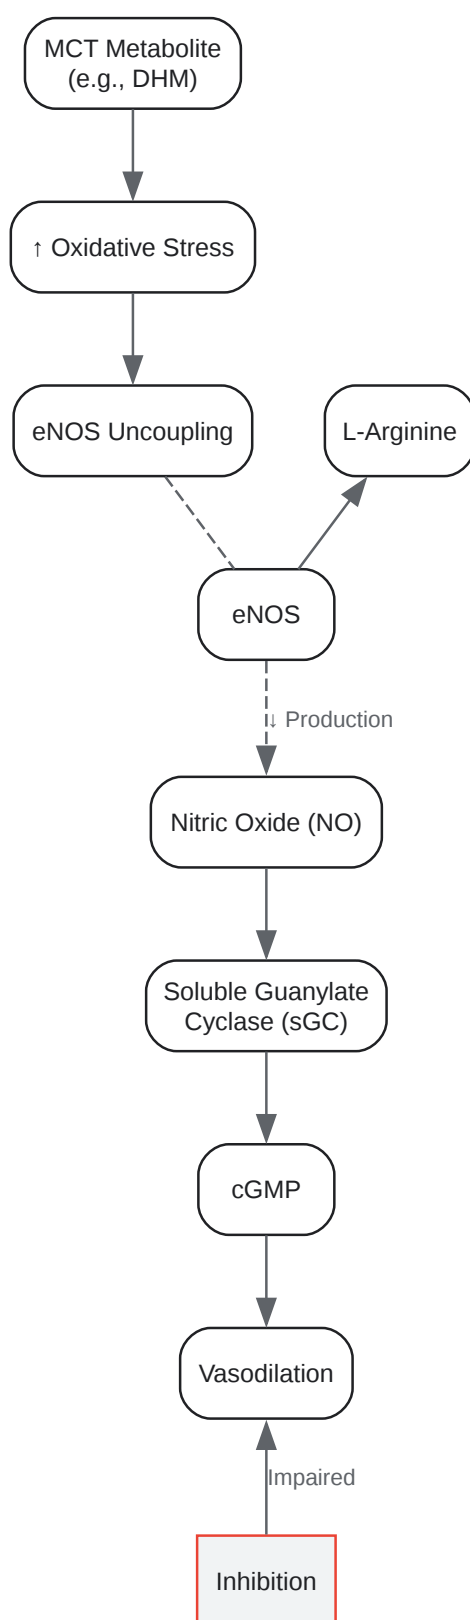 MCT Metabolite
(e.g., DHM)
↑ Oxidative Stress
eNOS Uncoupling
L-Arginine
eNOS
↓ Production
Nitric Oxide (NO)
Soluble Guanylate
Cyclase (sGC)
cGMP
Vasodilation
Impaired
Inhibition